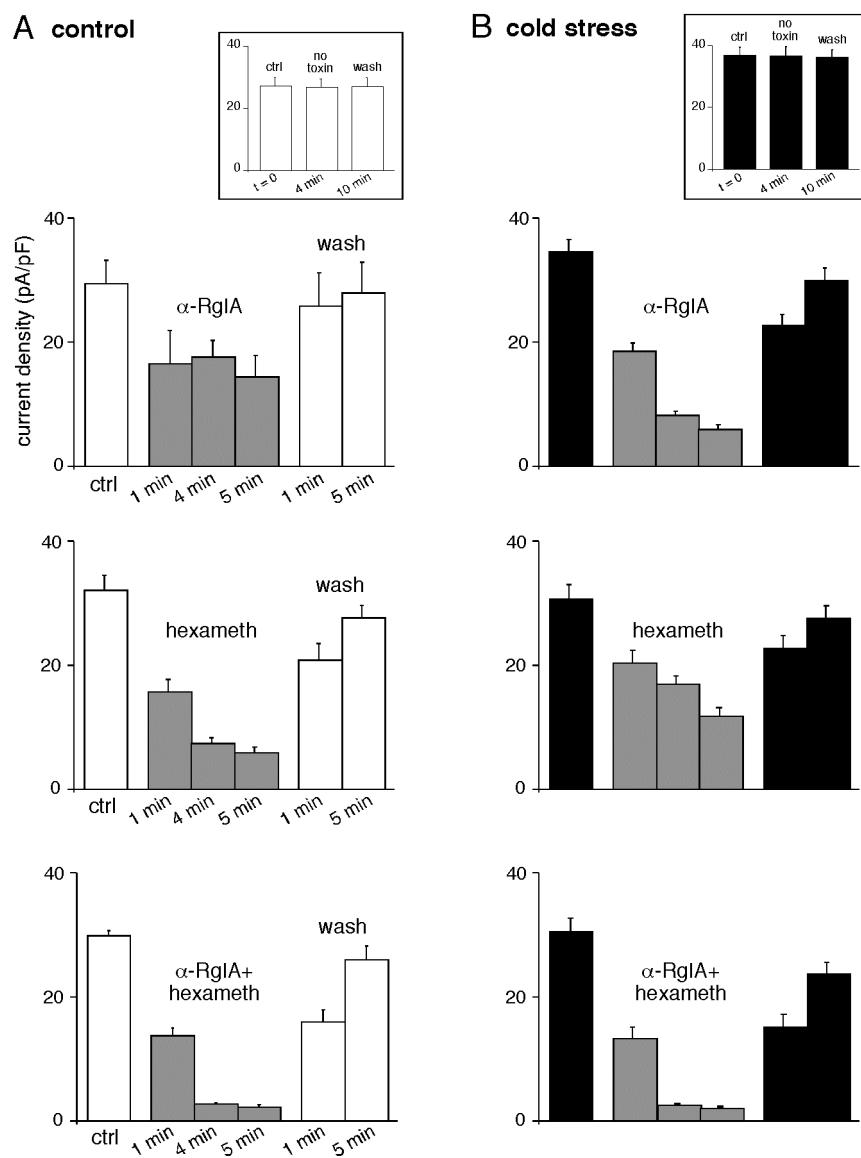 A control
40
20
0
ctrl
no
toxin
wash
t = 0
4 min
10 min
B cold stress
40
20
0
ctrl
no
toxin
wash
t = 0
4 min
10 min
current density (pA/pF)
40
20
0
α-RgIA
wash
ctrl
1 min
4 min
5 min
1 min
5 min
40
20
0
α-RgIA
40
20
0
hexameth
wash
ctrl
1 min
4 min
5 min
1 min
5 min
40
20
0
hexameth
40
20
0
α-RgIA+
hexameth
wash
ctrl
1 min
4 min
5 min
1 min
5 min
40
20
0
α-RgIA+
hexameth